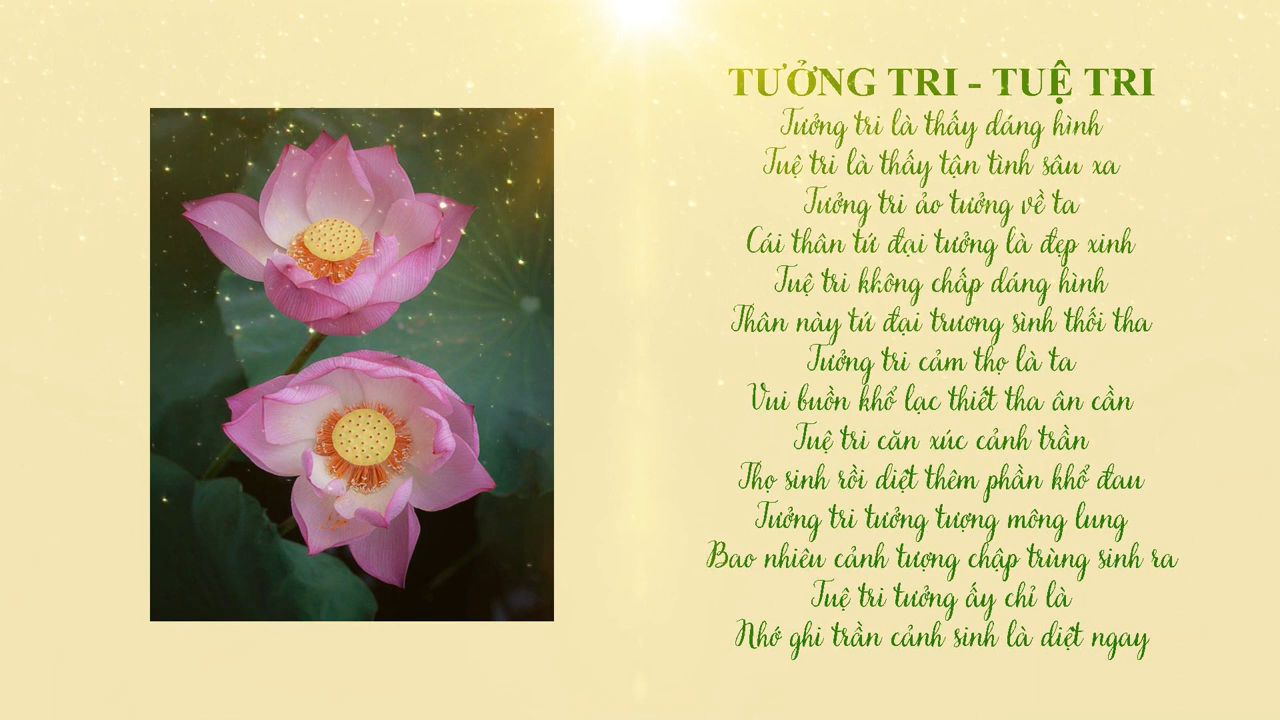 TƯỞNG TRI - TUỆ TRI
Tưởng tri là thấy dáng hình
Tuệ tri là thấy tận tình sâu xa
Tưởng tri ảo tưởng về ta
Cái thân tứ đại tưởng là đẹp xinh
Tuệ tri không chấp dáng hình
Thân này tứ đại trương sình thối tha
Tưởng tri cảm thọ là ta
Vui buồn khổ lạc thiết tha ân cần
Tuệ tri căn xúc cảnh trần
Thọ sinh rồi diệt thêm phần khổ đau
Tưởng tri tưởng tượng mông lung
Bao nhiêu cảnh tượng chập trùng sinh ra
Tuệ tri tưởng ấy chỉ là
Nhớ ghi trần cảnh sinh là diệt ngay